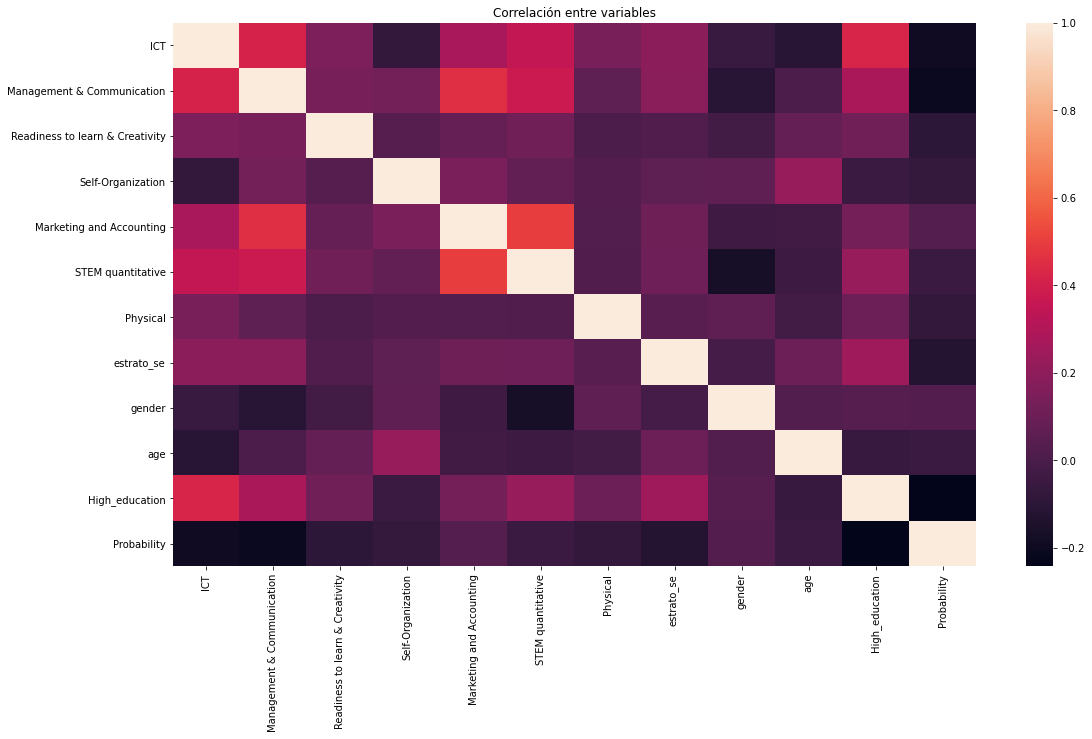 Correlación entre variables
ICT
Management & Communication
Readiness to learn & Creativity
Self-Organization
Marketing and Accounting
STEM quantitative
Physical
estrato_se
gender
age
High_education
Probability
ICT
Management & Communication
Readiness to learn & Creativity
Self-Organization
Marketing and Accounting
STEM quantitative
Physical
estrato_se
gender
age
High_education
Probability
1.0
0.8
0.6
0.4
0.2
0.0
−0.2